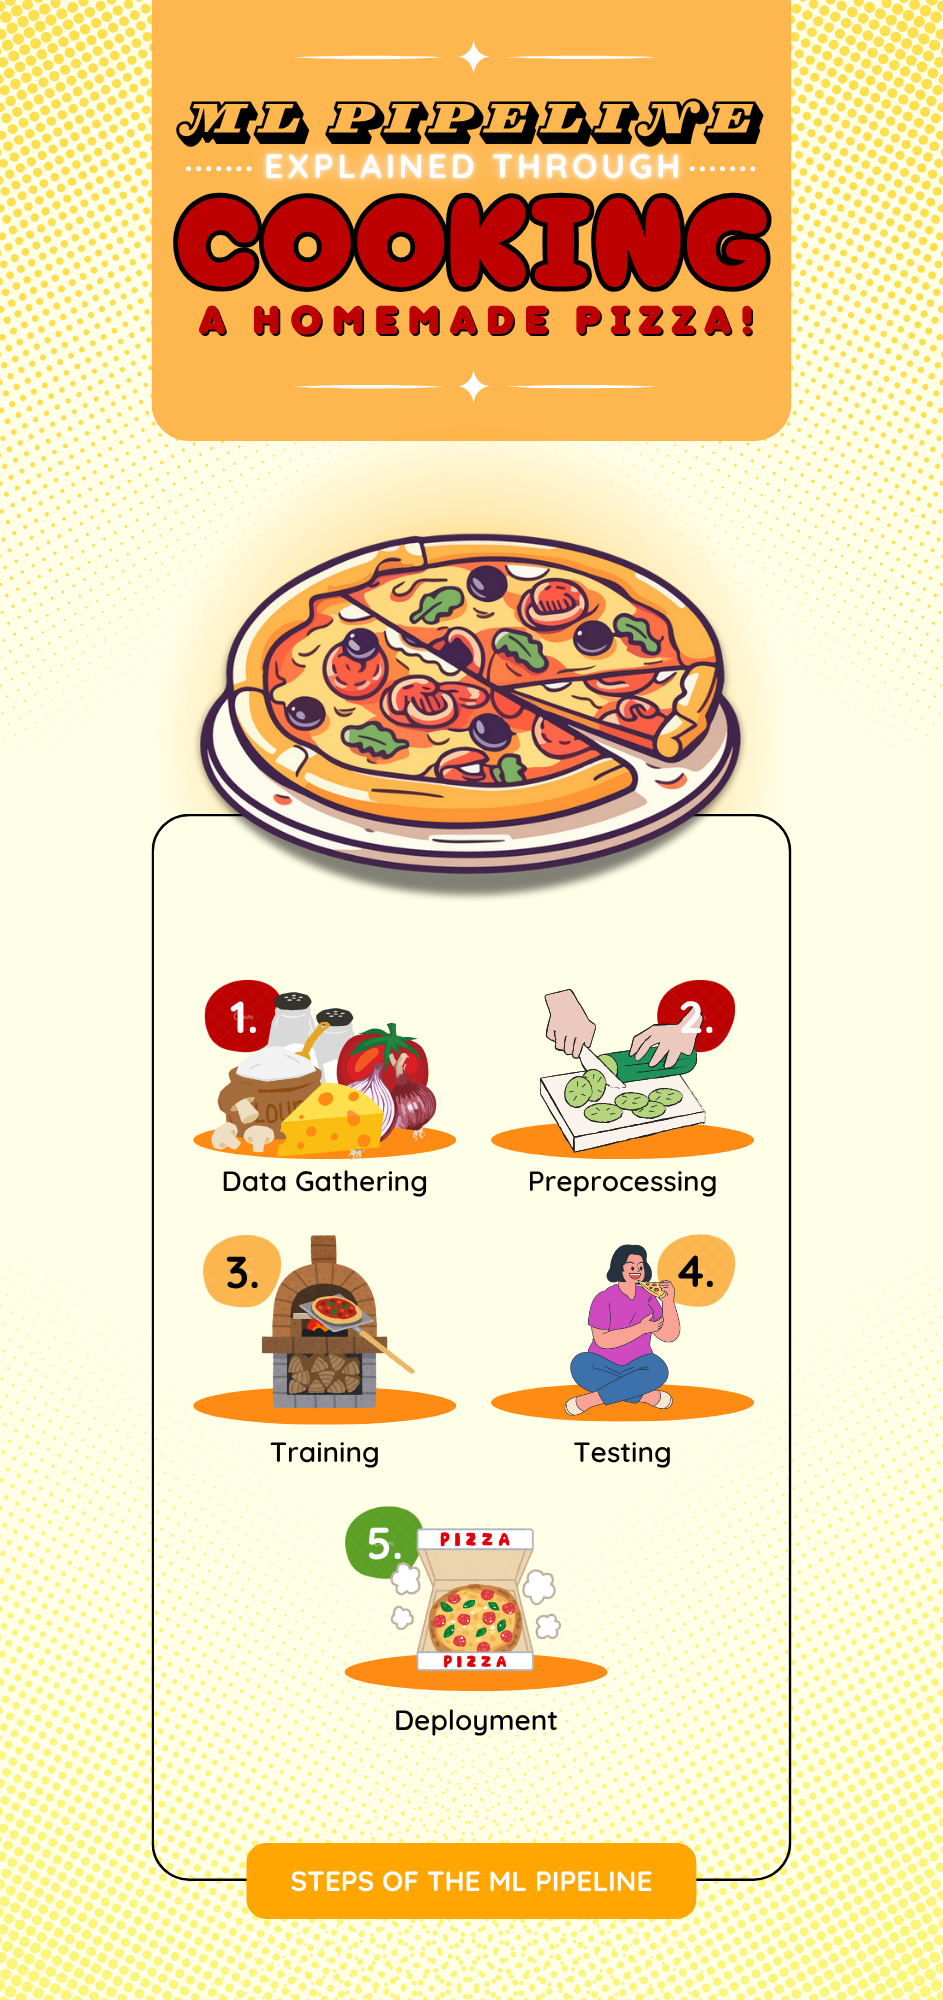 ML PIPELINE
EXPLAINED THROUGH
COOKING
A HOMEMADE PIZZA!
1.
2.
Data Gathering
Preprocessing
3.
4.
Training
Testing
5.
PIZZA
PIZZA
Deployment
STEPS OF THE ML PIPELINE